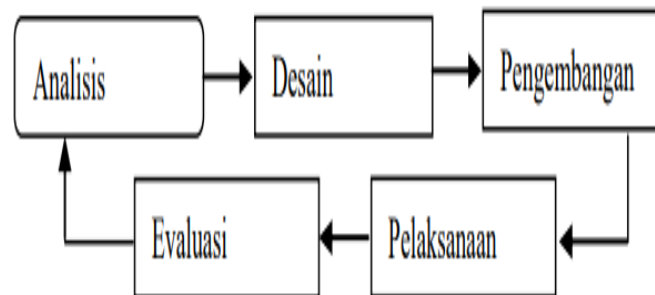 Analisis
Desain
Pengembangan
Pelaksanaan
Evaluasi